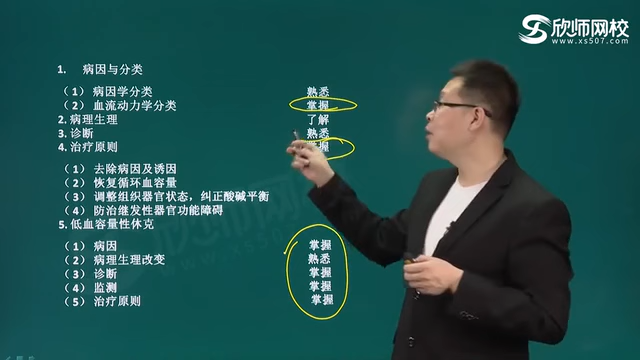 欣师网校
www.xs507.com
1. 病因与分类
(1) 病因学分类 熟悉
(2) 血流动力学分类 掌握
2. 病理生理 了解
3. 诊断 熟悉
4. 治疗原则 握
(1) 去除病因及诱因
(2) 恢复循环血容量
(3) 调整组织器官状态，纠正酸碱平衡
(4) 防治继发性器官功能障碍
5. 低血容量性休克
(1) 病因 掌握
(2) 病理生理改变 熟悉
(3) 诊断 掌握
(4) 监测 掌握
(5) 治疗原则 掌握